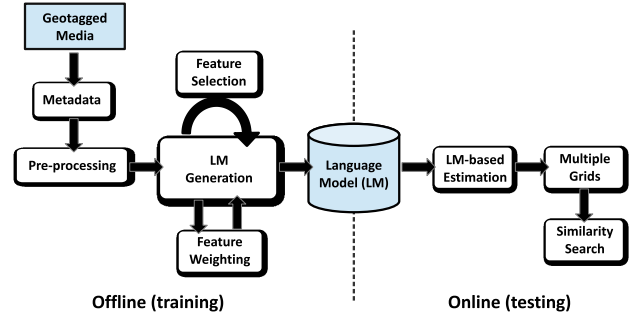 Geotagged
Media
Metadata
Pre-processing
Feature
Selection
LM
Generation
Feature
Weighting
Language
Model (LM)
LM-based
Estimation
Multiple
Grids
Similarity
Search
Offline (training)
Online (testing)